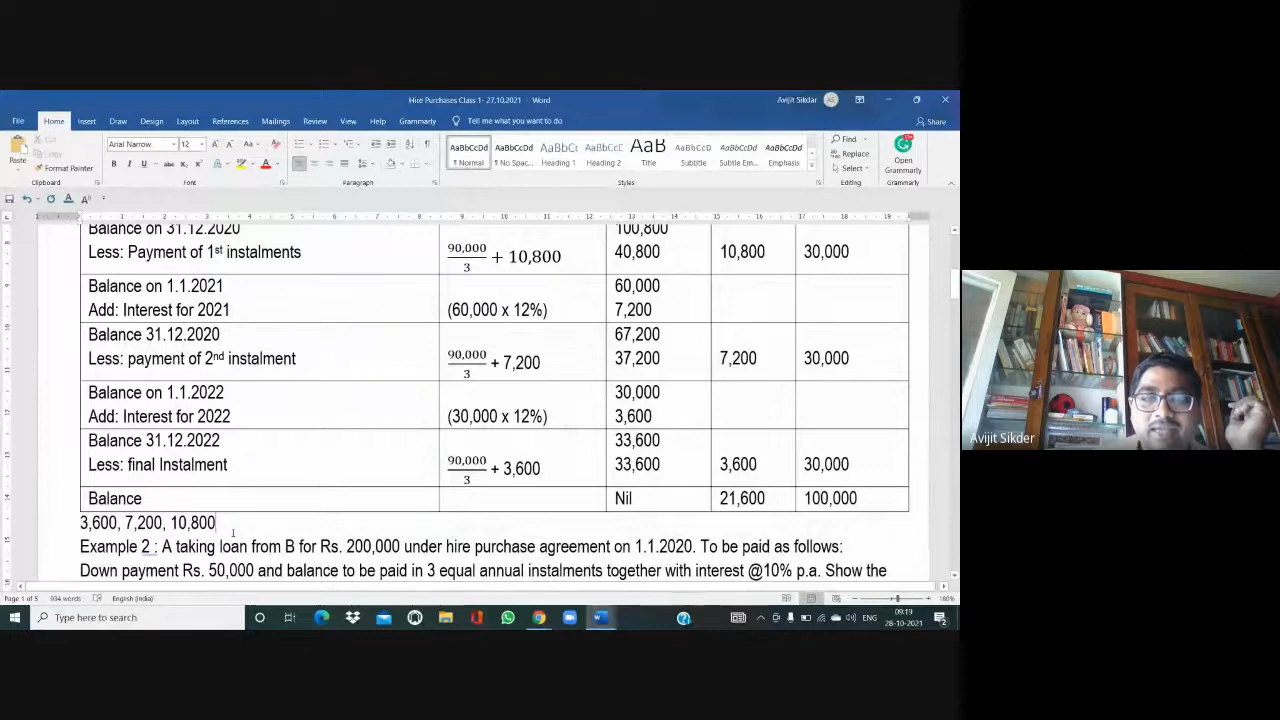 Hire Purchases Class 1- 27.10.2021 - Word
Avijit Sikdar AS
File Home Insert Draw Design Layout References Mailings Review View Help Grammarly Tell me what you want to do Share
Cut
Paste
Format Painter
Clipboard
Arial Narrow 12
Font
Paragraph
AaBbCcDd AaBbCcDd AaBbC AaBbCcC AaB AaBbCcD AaBbCcDd AaBbCcDd
¶ Normal ¶ No Spac... Heading 1 Heading 2 Title Subtitle Subtle Em... Emphasis
Styles
Find
Replace
Select
Editing
Open
Grammarly
Grammarly
Balance on 31.12.2020 100,800
Less: Payment of 1st instalments 90,000/3 + 10,800 40,800 10,800 30,000
Balance on 1.1.2021 60,000
Add: Interest for 2021 (60,000 x 12%) 7,200
Balance 31.12.2020 67,200
Less: payment of 2nd instalment 90,000/3 + 7,200 37,200 7,200 30,000
Balance on 1.1.2022 30,000
Add: Interest for 2022 (30,000 x 12%) 3,600
Balance 31.12.2022 33,600
Less: final Instalment 90,000/3 + 3,600 33,600 3,600 30,000
Balance Nil 21,600 100,000
3,600, 7,200, 10,800
Example 2 : A taking loan from B for Rs. 200,000 under hire purchase agreement on 1.1.2020. To be paid as follows:
Down payment Rs. 50,000 and balance to be paid in 3 equal annual instalments together with interest @10% p.a. Show the
Page 1 of 5 934 words English (India) 180%
Type here to search
ENG
09:19
28-10-2021
Avijit Sikder